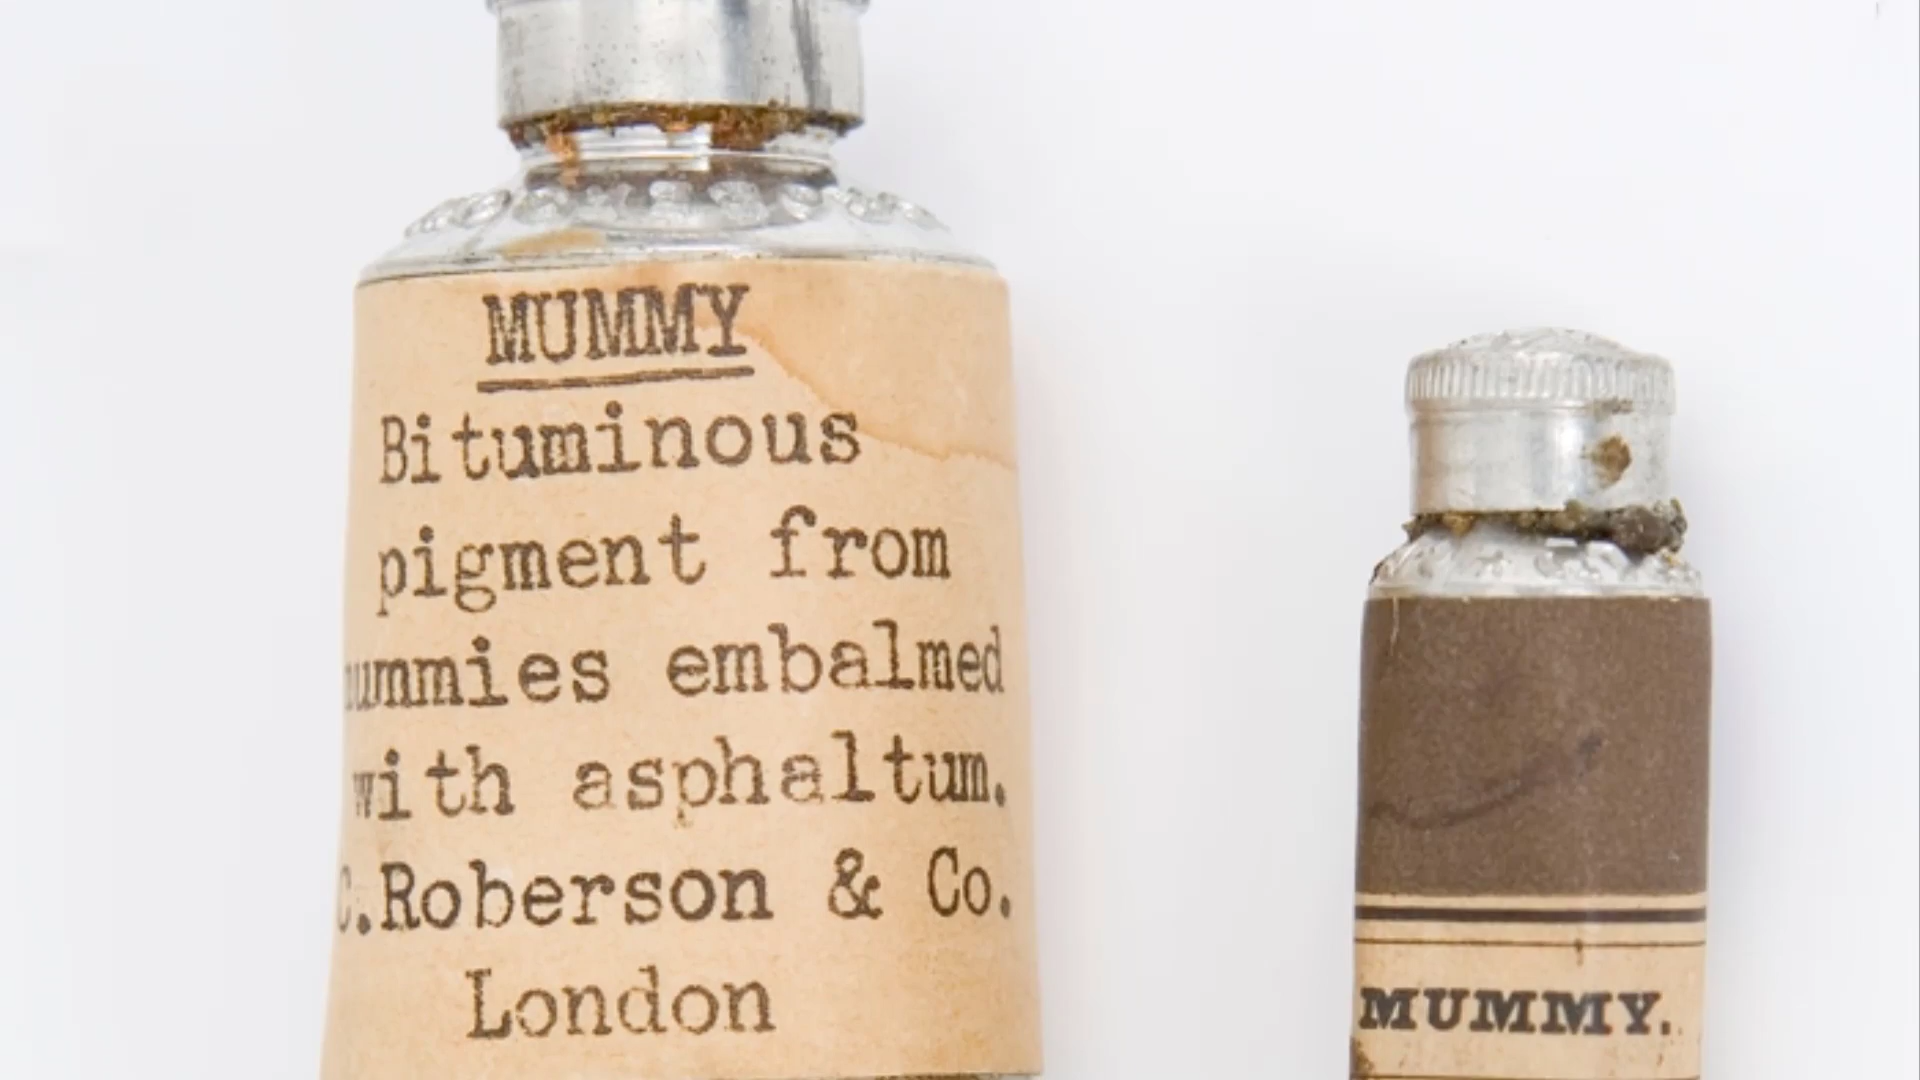 MUMMY
Bituminous
pigment from
mummies embalmed
with asphaltum.
C.Roberson & Co.
London
MUMMY.